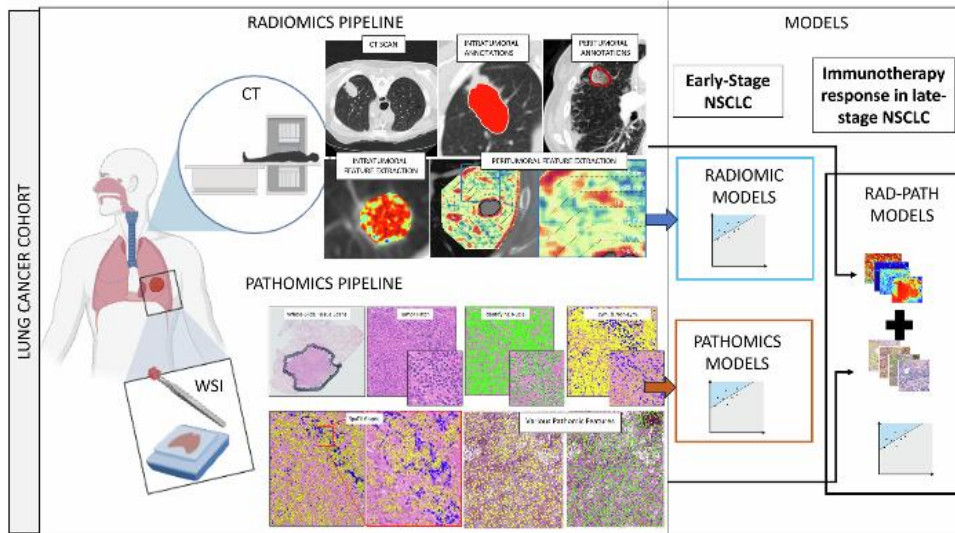 RADIOMICS PIPELINE
MODELS
LUNG CANCER COHORT
CT
CT SCAN
INTRATUMORAL
ANNOTATIONS
PERITUMORAL
ANNOTATIONS
INTRATUMORAL
FEATURE EXTRACTION
PERITUMORAL FEATURE EXTRACTION
Early-Stage
NSCLC
Immunotherapy
response in late-
stage NSCLC
RADIOMIC
MODELS
RAD-PATH
MODELS
PATHOMICS PIPELINE
WSI
Tumor Patch
Various Pathomic Features
PATHOMICS
MODELS